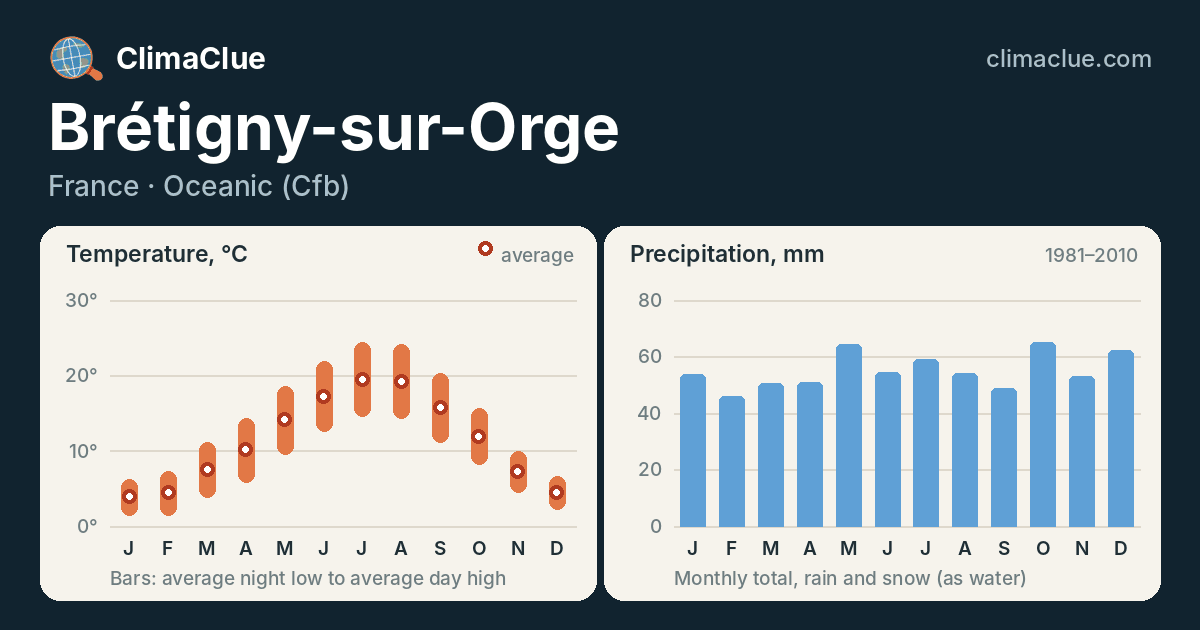 ClimaClue
climaclue.com
Brétigny-sur-Orge
France · Oceanic (Cfb)
Temperature, °C
average
30°
20°
10°
0°
J F M A M J J A S O N D
Bars: average night low to average day high
Precipitation, mm
1981–2010
80
60
40
20
0
J F M A M J J A S O N D
Monthly total, rain and snow (as water)